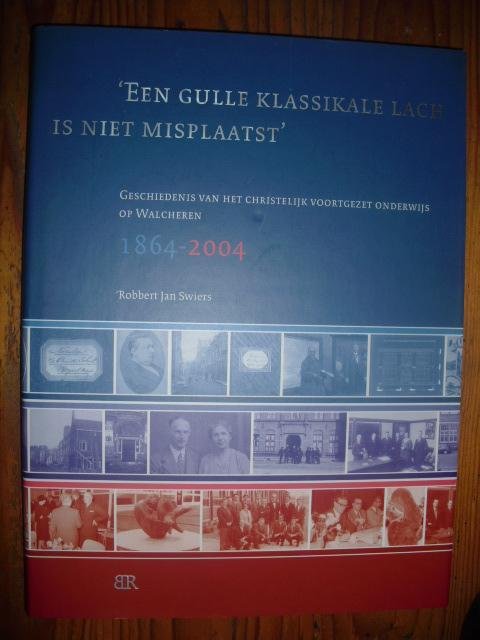 'Een gulle klassikale lach
is niet misplaatst'
Geschiedenis van het christelijk voortgezet onderwijs
op Walcheren
1864-2004
Robbert Jan Swiers
BR